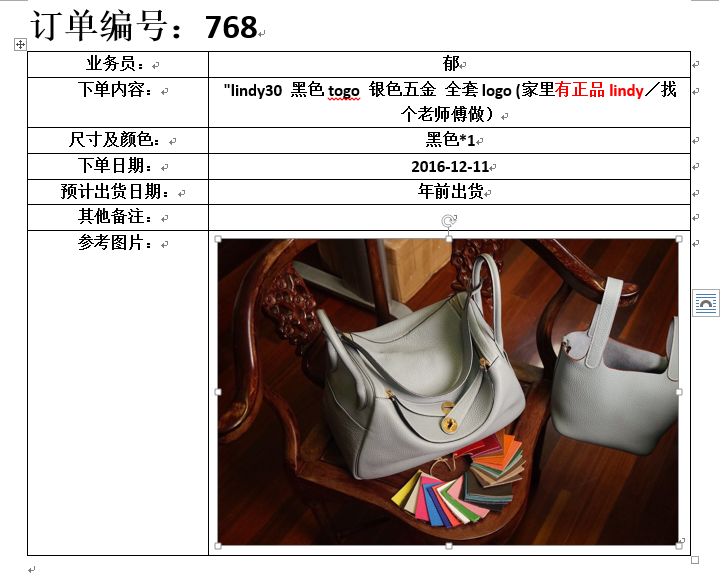 订单编号：768
业务员：
郁
下单内容：
"lindy30 黑色 togo 银色五金 全套 logo (家里有正品 lindy／找
个老师傅做）
尺寸及颜色：
黑色*1
下单日期：
2016-12-11
预计出货日期：
年前出货
其他备注：
参考图片：